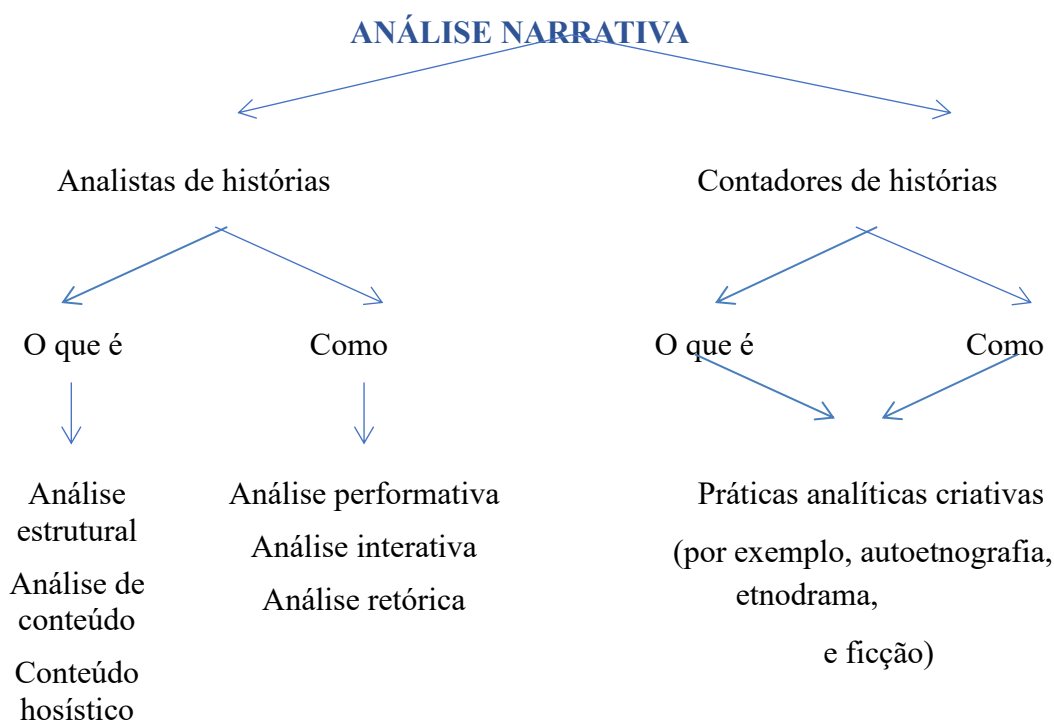 ANÁLISE NARRATIVA
Analistas de histórias
Contadores de histórias
O que é
Como
O que é
Como
Análise
estrutural
Análise de
conteúdo
Conteúdo
hosístico
Análise performativa
Análise interativa
Análise retórica
Práticas analíticas criativas
(por exemplo, autoetnografia,
etnodrama,
e ficção)